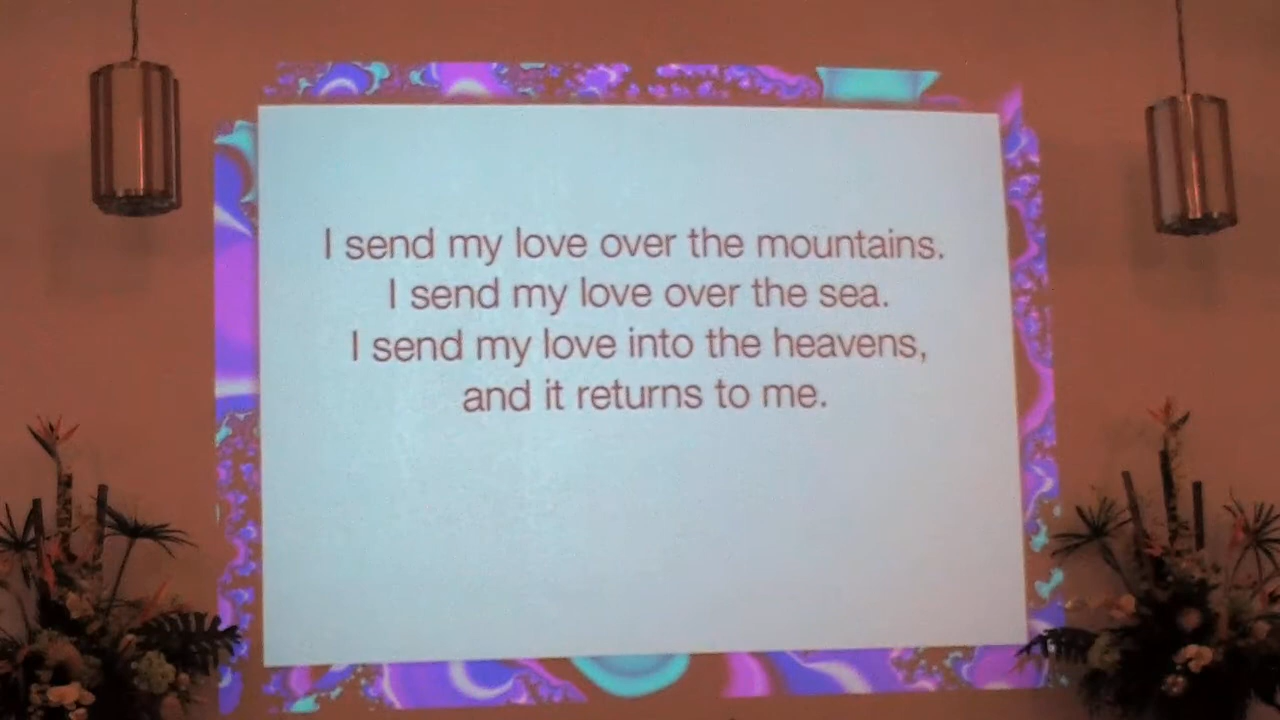 I send my love over the mountains.
I send my love over the sea.
I send my love into the heavens,
and it returns to me.